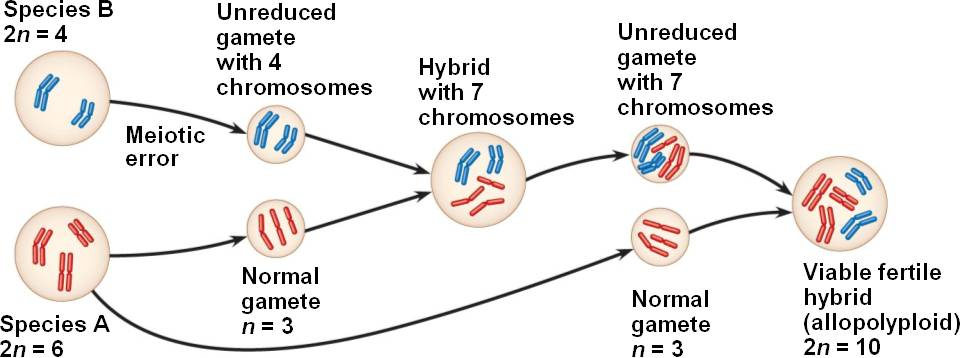 Species B
2n = 4
Unreduced
gamete
with 4
chromosomes
Meiotic
error
Hybrid
with 7
chromosomes
Unreduced
gamete
with 7
chromosomes
Species A
2n = 6
Normal
gamete
n = 3
Normal
gamete
n = 3
Viable fertile
hybrid
(allopolyploid)
2n = 10